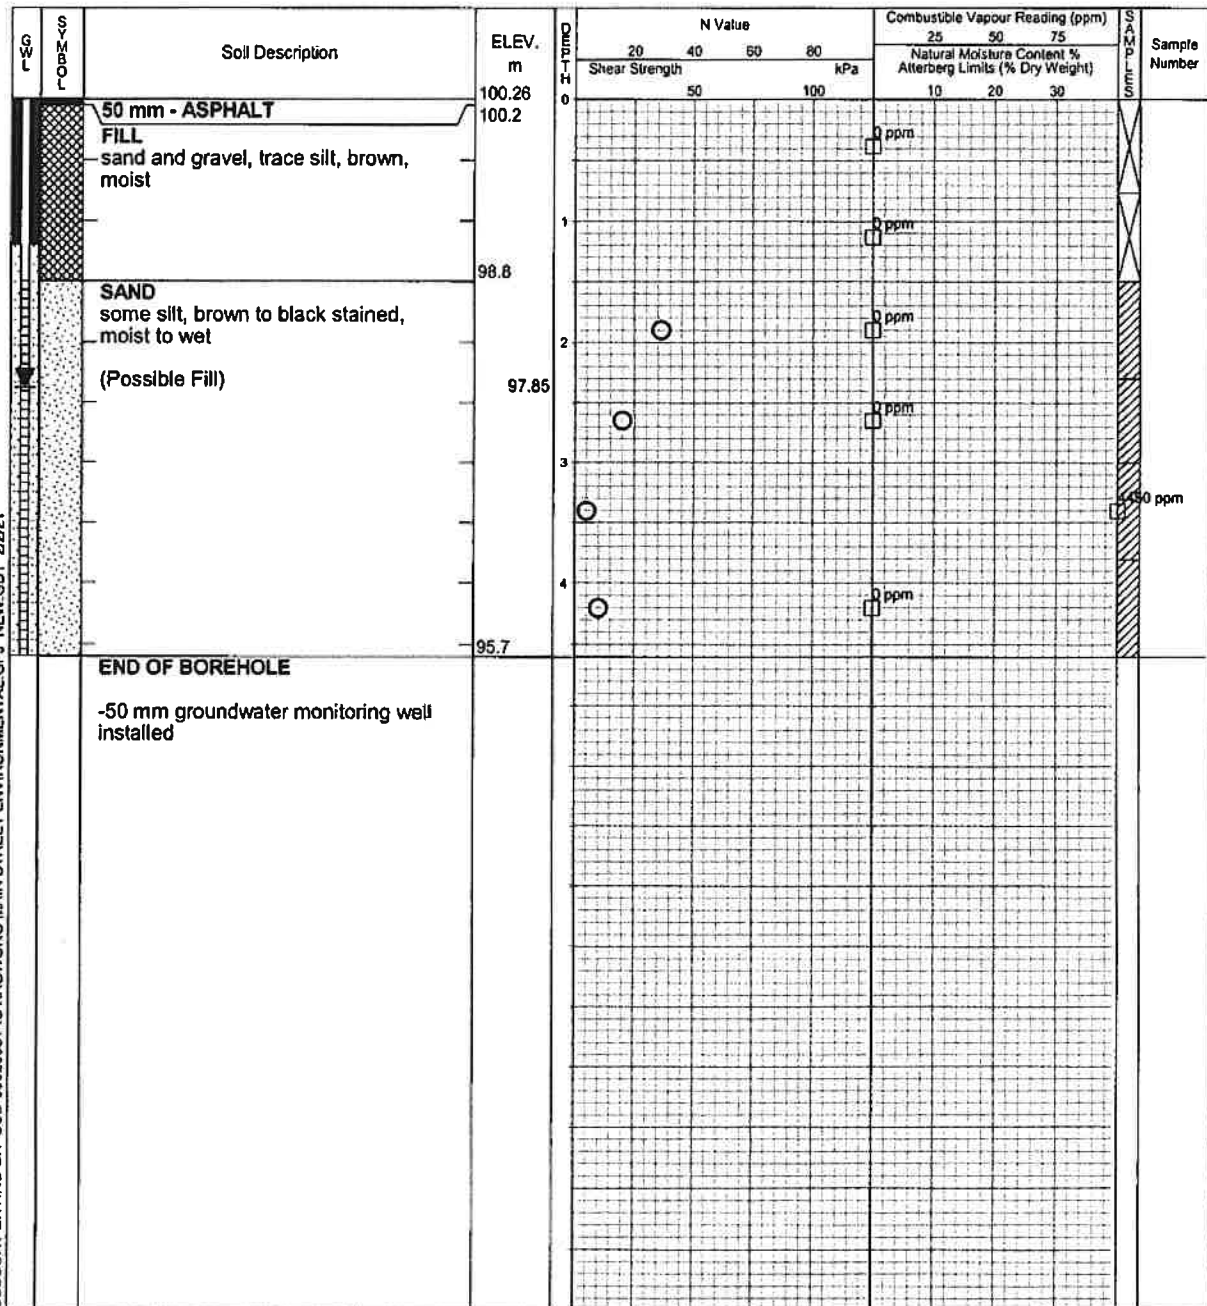 GWL
SYMBOL
Soil Description
ELEV.
m
DEPTH
N Value
20 40 60 80
Shear Strength kPa
50 100
Combustible Vapour Reading (ppm)
25 50 75
Natural Moisture Content %
Atterberg Limits (% Dry Weight)
10 20 30
SAMPLES
Sample
Number
100.26
0
50 mm - ASPHALT
100.2
FILL
sand and gravel, trace silt, brown,
moist
0 ppm
1
0 ppm
98.8
SAND
some silt, brown to black stained,
moist to wet
0 ppm
2
(Possible Fill)
97.85
0 ppm
3
ppm
4
0 ppm
95.7
END OF BOREHOLE
-50 mm groundwater monitoring well
installed